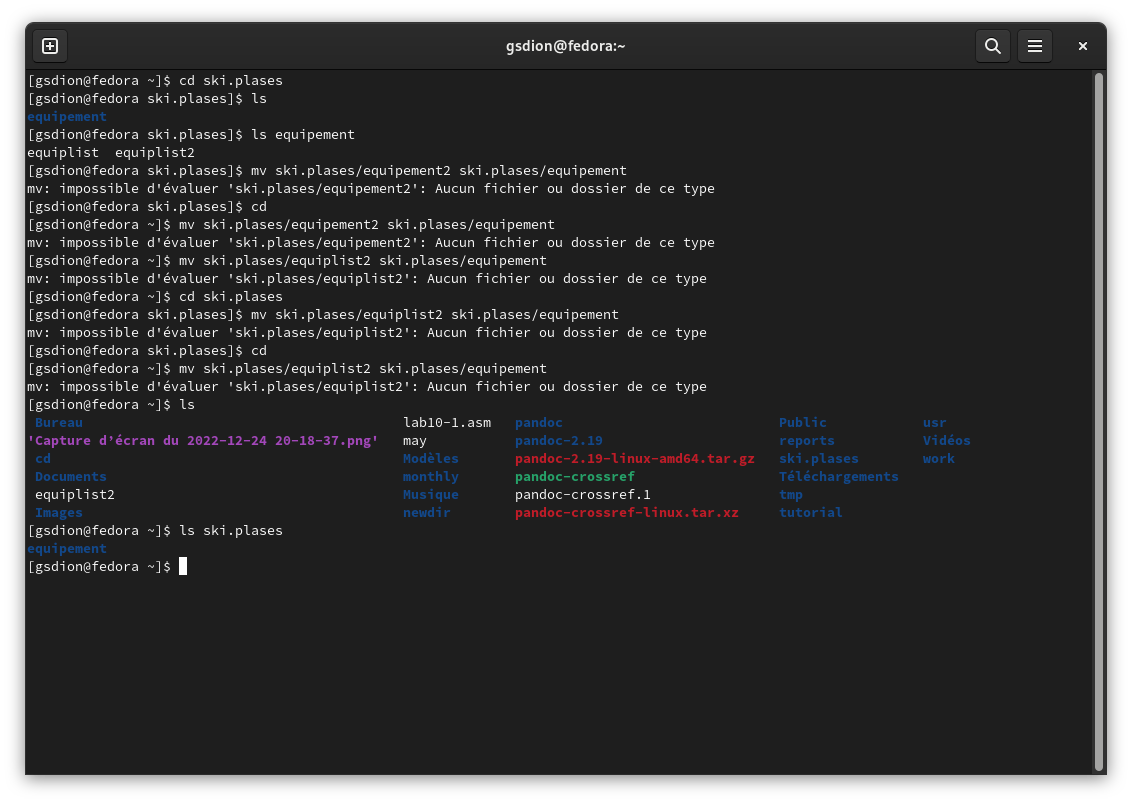 gsdion@fedora:~
[gsdion@fedora ~]$ cd ski.plases
[gsdion@fedora ski.plases]$ ls
equipement
[gsdion@fedora ski.plases]$ ls equipement
equiplist  equiplist2
[gsdion@fedora ski.plases]$ mv ski.plases/equipement2 ski.plases/equipement
mv: impossible d'évaluer 'ski.plases/equipement2': Aucun fichier ou dossier de ce type
[gsdion@fedora ski.plases]$ cd
[gsdion@fedora ~]$ mv ski.plases/equipement2 ski.plases/equipement
mv: impossible d'évaluer 'ski.plases/equipement2': Aucun fichier ou dossier de ce type
[gsdion@fedora ~]$ mv ski.plases/equiplist2 ski.plases/equipement
mv: impossible d'évaluer 'ski.plases/equiplist2': Aucun fichier ou dossier de ce type
[gsdion@fedora ~]$ cd ski.plases
[gsdion@fedora ski.plases]$ mv ski.plases/equiplist2 ski.plases/equipement
mv: impossible d'évaluer 'ski.plases/equiplist2': Aucun fichier ou dossier de ce type
[gsdion@fedora ski.plases]$ cd
[gsdion@fedora ~]$ mv ski.plases/equiplist2 ski.plases/equipement
mv: impossible d'évaluer 'ski.plases/equiplist2': Aucun fichier ou dossier de ce type
[gsdion@fedora ~]$ ls
Bureau lab10-1.asm pandoc Public usr
'Capture d’écran du 2022-12-24 20-18-37.png' may pandoc-2.19 reports Vidéos
cd Modèles pandoc-2.19-linux-amd64.tar.gz ski.plases work
Documents monthly pandoc-crossref Téléchargements
equiplist2 Musique pandoc-crossref.1 tmp
Images newdir pandoc-crossref-linux.tar.xz tutorial
[gsdion@fedora ~]$ ls ski.plases
equipement
[gsdion@fedora ~]$